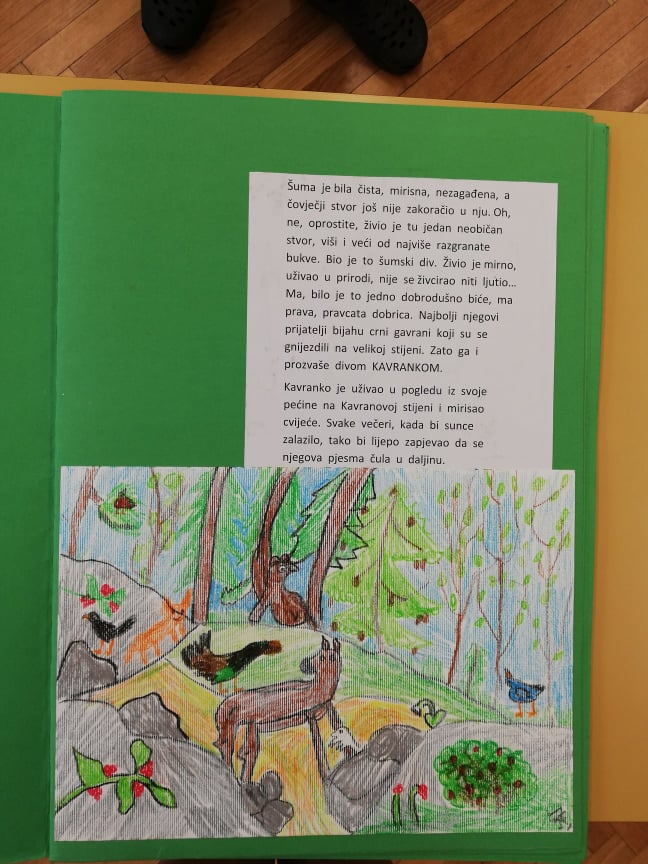 Šuma je bila čista, mirisna, nezagađena, a
čovječji stvor još nije zakoračio u nju. Oh,
ne, oprostite, živio je tu jedan neobičan
stvor, viši i veći od najviše razgranate
bukve. Bio je to šumski div. Živio je mirno,
uživao u prirodi, nije se živcirao niti ljutio...
Ma, bilo je to jedno dobrodušno biće, ma
prava, pravcata dobrica. Najbolji njegovi
prijatelji bijahu crni gavrani koji su se
gnijezdili na velikoj stijeni. Zato ga i
prozvaše divom KAVRANKOM.
Kavranko je uživao u pogledu iz svoje
pećine na Kavranovoj stijeni i mirisao
cvijeće. Svake večeri, kada bi sunce
zalazilo, tako bi lijepo zapjevao da se
njegova pjesma čula u daljinu.